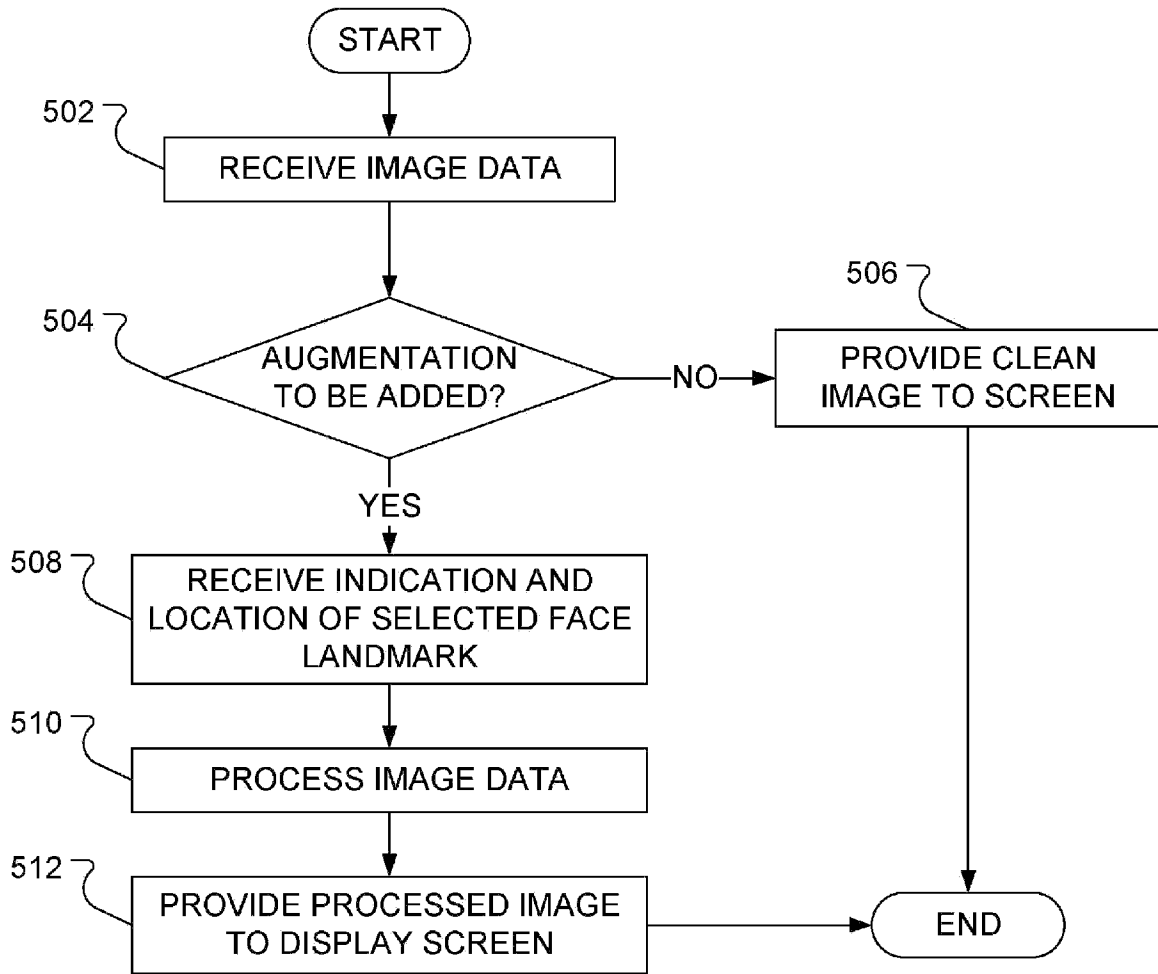 START
502
RECEIVE IMAGE DATA
504
AUGMENTATION
TO BE ADDED?
NO
506
PROVIDE CLEAN
IMAGE TO SCREEN
YES
508
RECEIVE INDICATION AND
LOCATION OF SELECTED FACE
LANDMARK
510
PROCESS IMAGE DATA
512
PROVIDE PROCESSED IMAGE
TO DISPLAY SCREEN
END